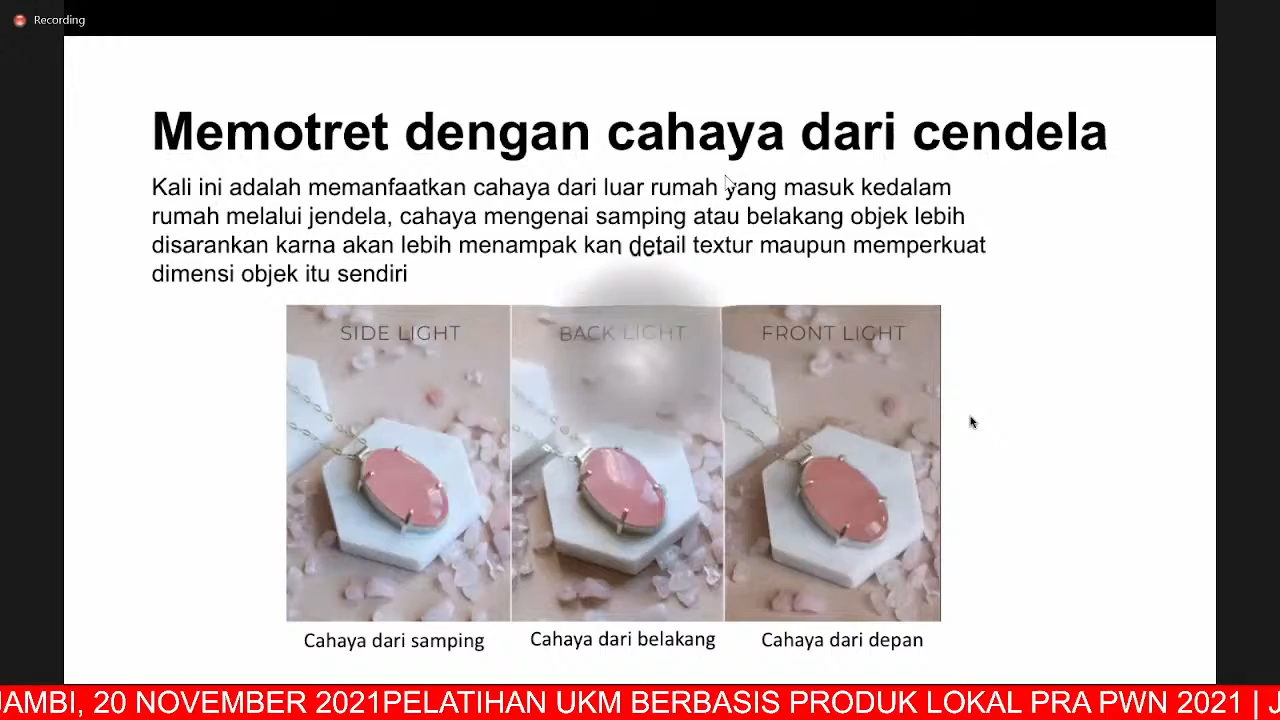 Recording
Memotret dengan cahaya dari cendela
Kali ini adalah memanfaatkan cahaya dari luar rumah yang masuk kedalam
rumah melalui jendela, cahaya mengenai samping atau belakang objek lebih
disarankan karna akan lebih menampak kan detail textur maupun memperkuat
dimensi objek itu sendiri
SIDE LIGHT BACK LIGHT FRONT LIGHT
Cahaya dari samping Cahaya dari belakang Cahaya dari depan
JAMBI, 20 NOVEMBER 2021PELATIHAN UKM BERBASIS PRODUK LOKAL PRA PWN 2021 | J